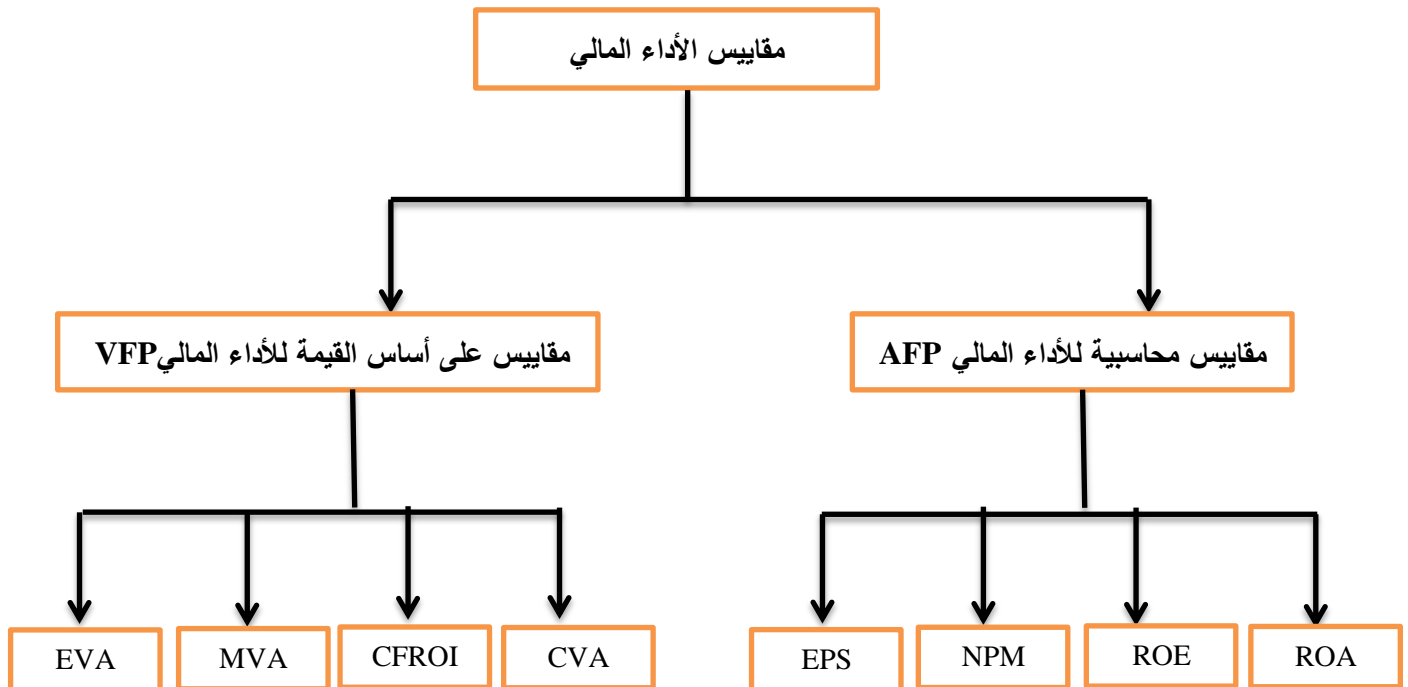 مقاييس الأداء المالي
مقاييس محاسبية للأداء المالي AFP
مقاييس على أساس القيمة للأداء الماليVFP
ROA
ROE
NPM
EPS
CVA
CFROI
MVA
EVA